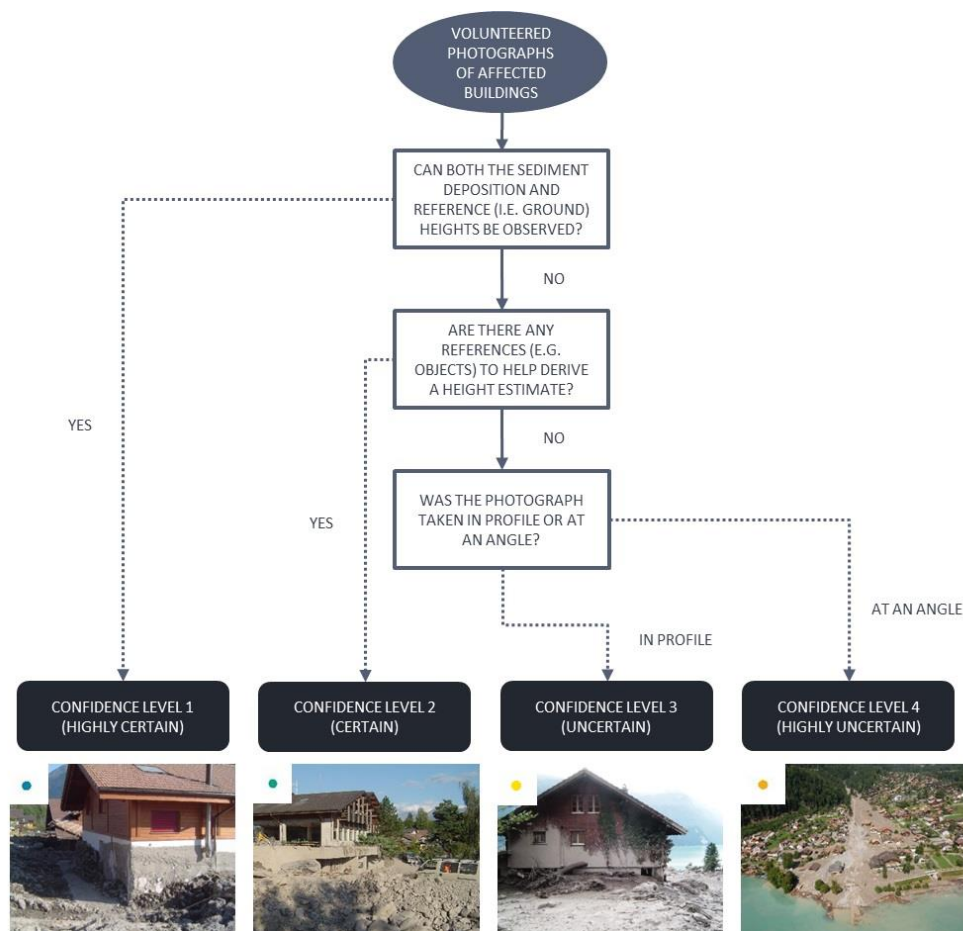 VOLUNTEERED
PHOTOGRAPHS
OF AFFECTED
BUILDINGS
CAN BOTH THE SEDIMENT
DEPOSITION AND
REFERENCE (I.E. GROUND)
HEIGHTS BE OBSERVED?
NO
ARE THERE ANY
REFERENCES (E.G.
OBJECTS) TO HELP DERIVE
A HEIGHT ESTIMATE?
YES
NO
WAS THE PHOTOGRAPH
TAKEN IN PROFILE OR AT
AN ANGLE?
YES
AT AN ANGLE
IN PROFILE
CONFIDENCE LEVEL 1
(HIGHLY CERTAIN)
CONFIDENCE LEVEL 2
(CERTAIN)
CONFIDENCE LEVEL 3
(UNCERTAIN)
CONFIDENCE LEVEL 4
(HIGHLY UNCERTAIN)